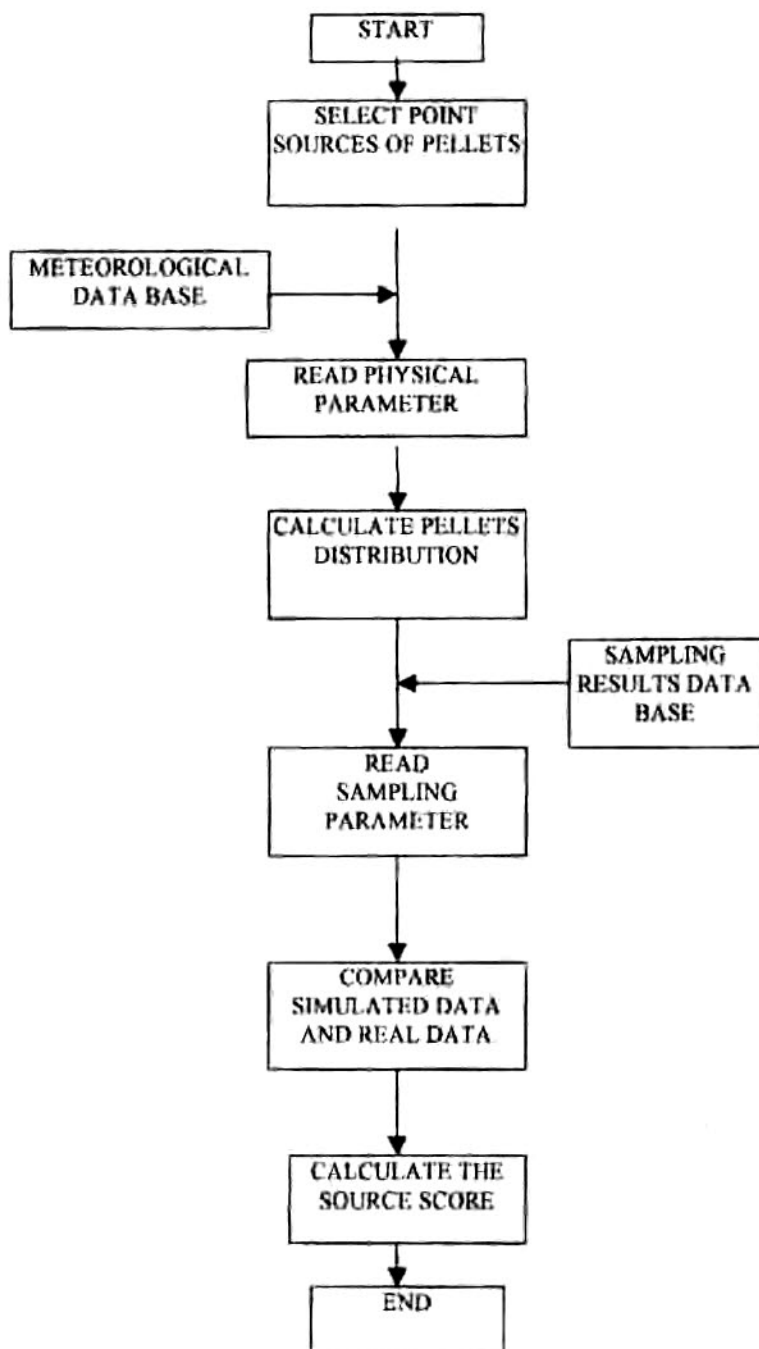 START
SELECT POINT
SOURCES OF PELLETS
METEOROLOGICAL
DATA BASE
READ PHYSICAL
PARAMETER
CALCULATE PELLETS
DISTRIBUTION
SAMPLING
RESULTS DATA
BASE
READ
SAMPLING
PARAMETER
COMPARE
SIMULATED DATA
AND REAL DATA
CALCULATE THE
SOURCE SCORE
END